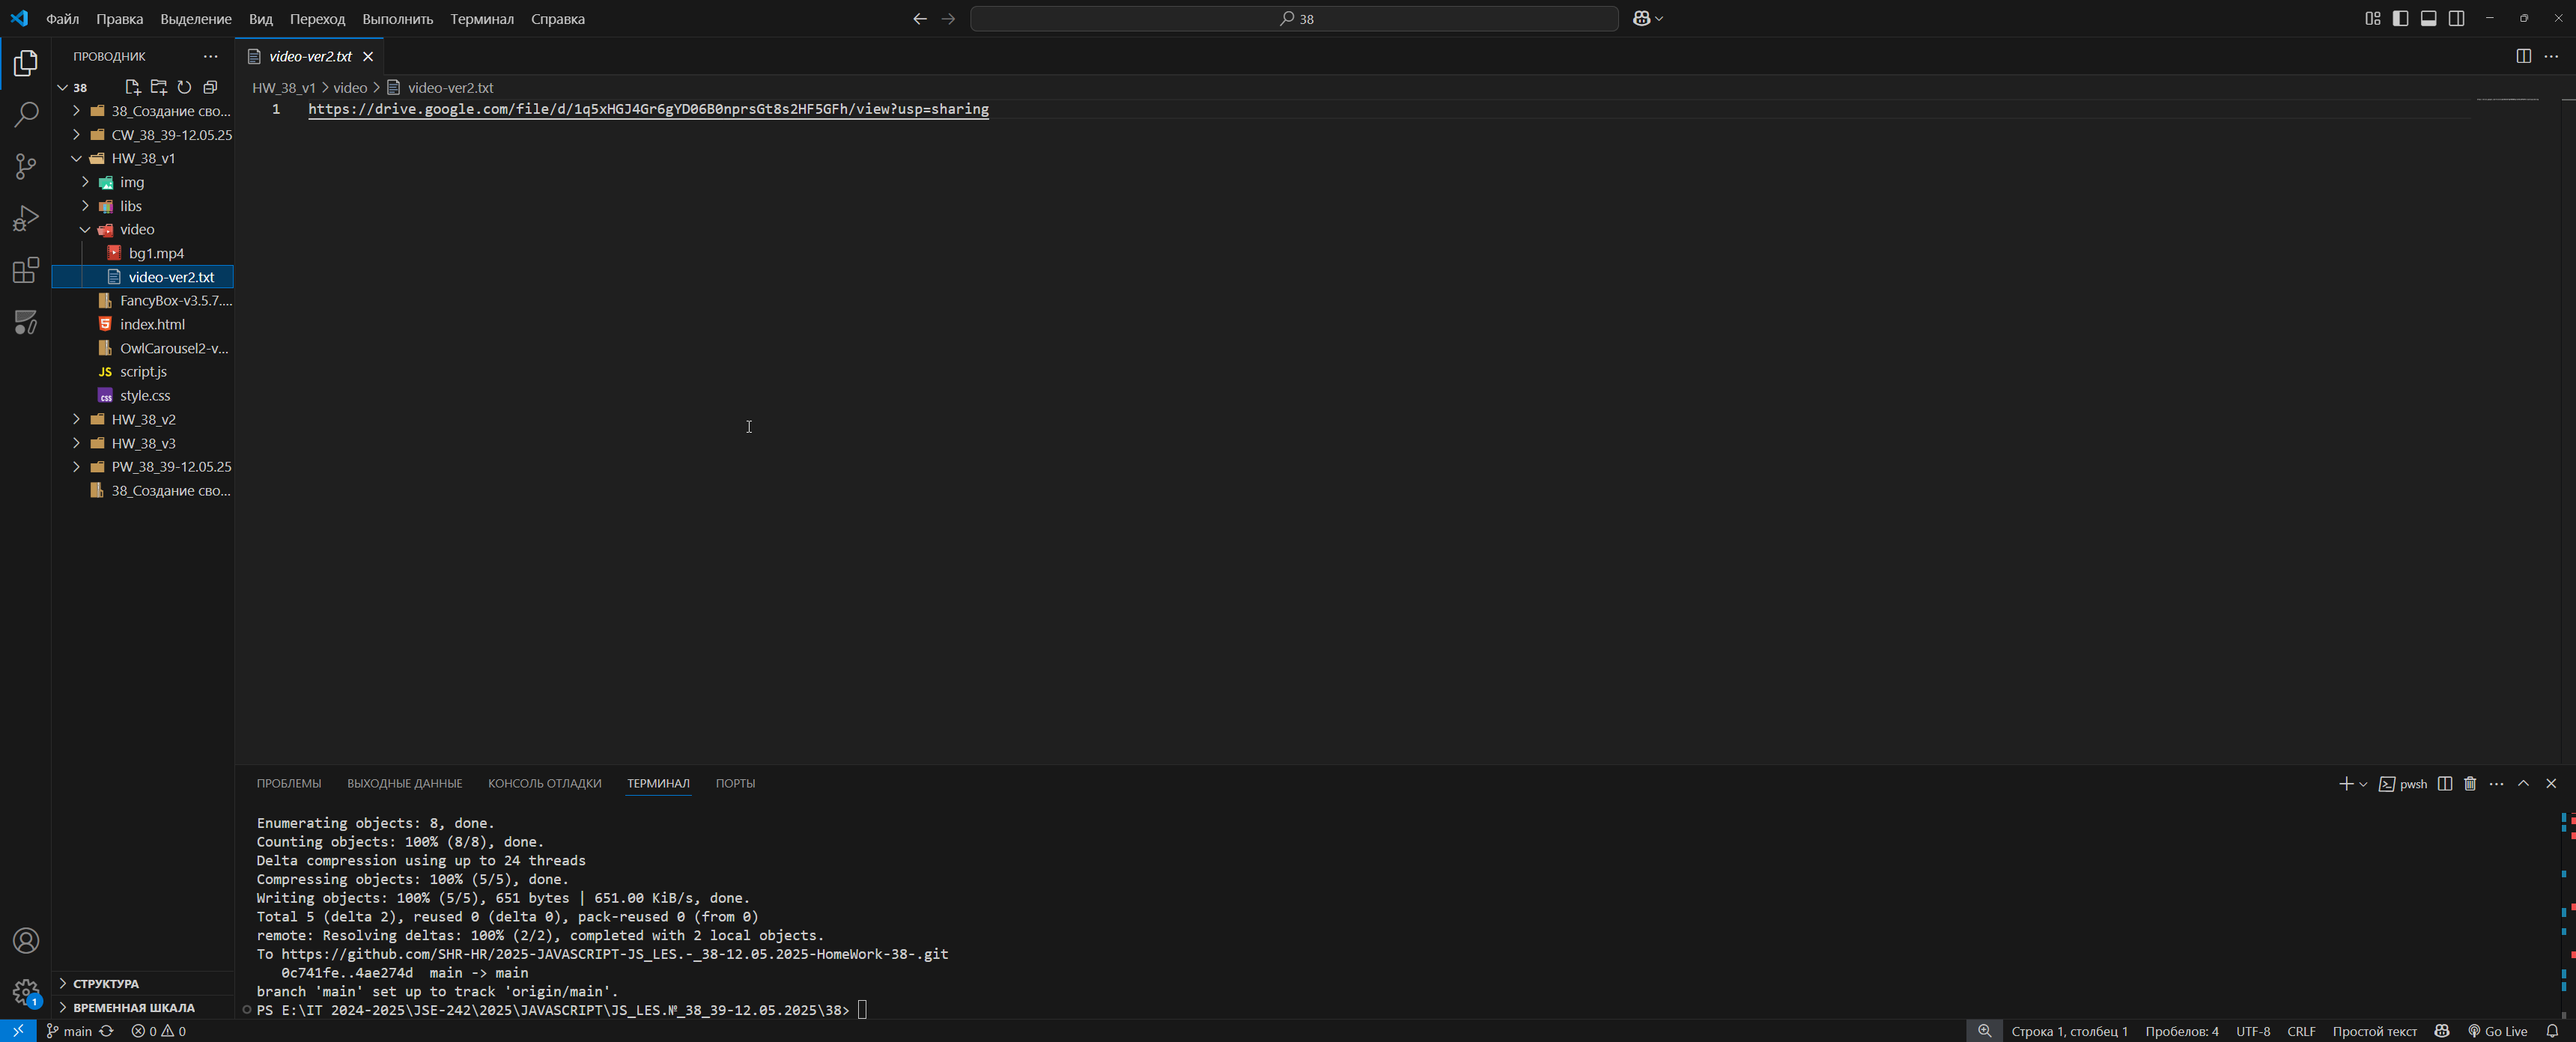 Файл Правка Выделение Вид Переход Выполнить Терминал Справка
38
ПРОВОДНИК
video-ver2.txt
38
HW_38_v1 > video > video-ver2.txt
38_Создание сво...
CW_38_39-12.05.25
HW_38_v1
img
libs
video
bg1.mp4
video-ver2.txt
FancyBox-v3.5.7....
index.html
OwlCarousel2-v...
JS script.js
css style.css
HW_38_v2
HW_38_v3
PW_38_39-12.05.25
38_Создание сво...
1 https://drive.google.com/file/d/1q5xHGJ4Gr6gYD06B0nprsGt8s2HF5GFh/view?usp=sharing
ПРОБЛЕМЫ ВЫХОДНЫЕ ДАННЫЕ КОНСОЛЬ ОТЛАДКИ ТЕРМИНАЛ ПОРТЫ
pwsh
Enumerating objects: 8, done.
Counting objects: 100% (8/8), done.
Delta compression using up to 24 threads
Compressing objects: 100% (5/5), done.
Writing objects: 100% (5/5), 651 bytes | 651.00 KiB/s, done.
Total 5 (delta 2), reused 0 (delta 0), pack-reused 0 (from 0)
remote: Resolving deltas: 100% (2/2), completed with 2 local objects.
To https://github.com/SHR-HR/2025-JAVASCRIPT-JS_LES.-_38-12.05.2025-HomeWork-38-.git
0c741fe..4ae274d main -> main
branch 'main' set up to track 'origin/main'.
PS E:\IT 2024-2025\JSE-242\2025\JAVASCRIPT\JS_LES.№_38_39-12.05.2025\38>
СТРУКТУРА
ВРЕМЕННАЯ ШКАЛА
1
main 0 0
Строка 1, столбец 1 Пробелов: 4 UTF-8 CRLF Простой текст Go Live